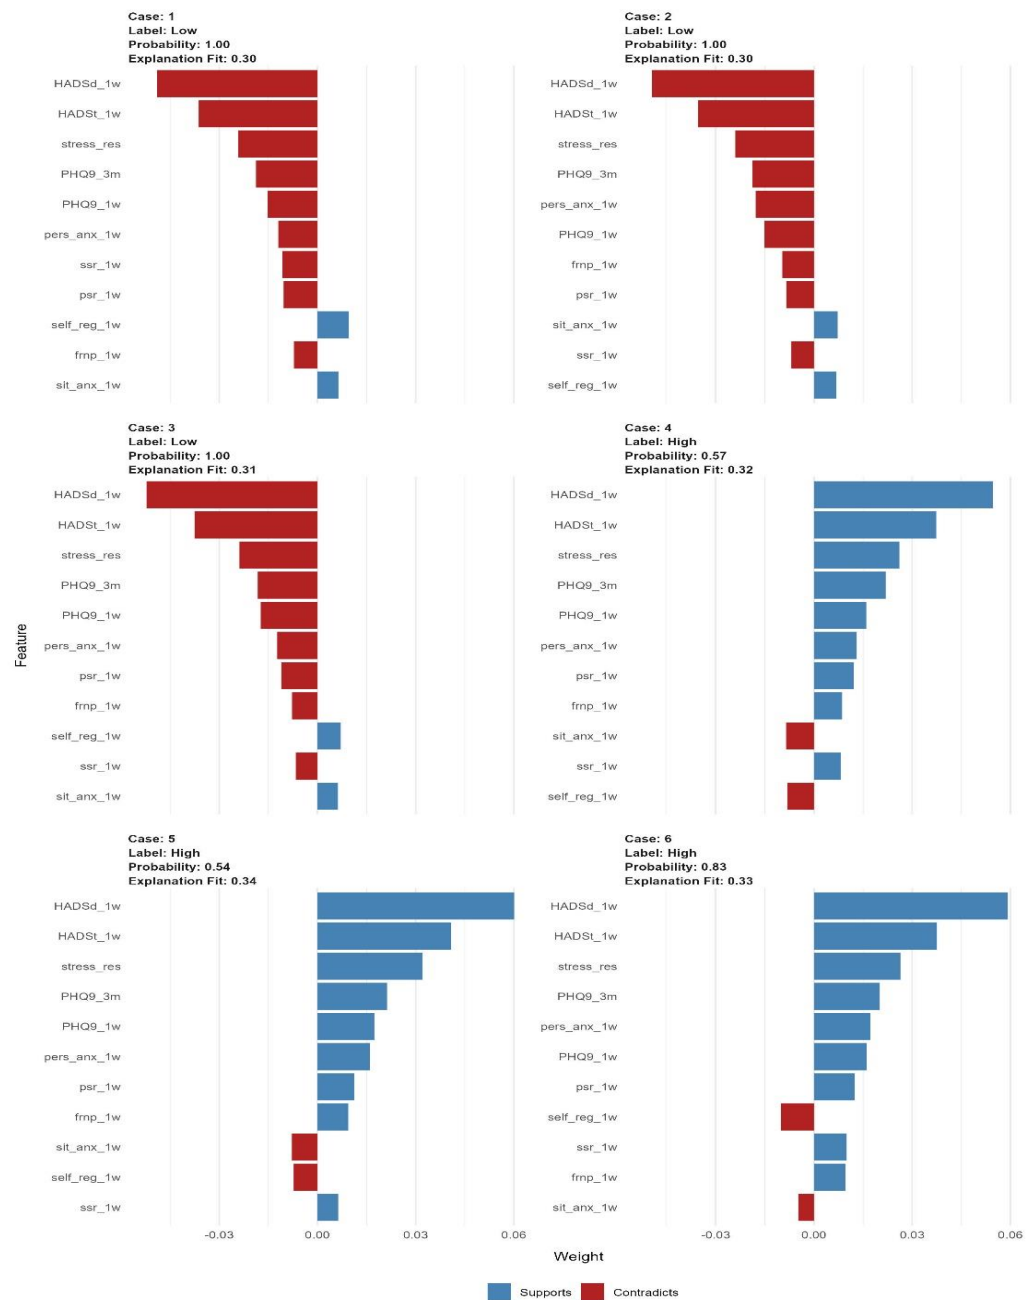 Case: 1
Label: Low
Probability: 1.00
Explanation Fit: 0.30
HADSd_1w
HADSt_1w
stress_res
PHQ9_3m
PHQ9_1w
pers_anx_1w
ssr_1w
psr_1w
self_reg_1w
frnp_1w
sit_anx_1w
Case: 2
Label: Low
Probability: 1.00
Explanation Fit: 0.30
HADSd_1w
HADSt_1w
stress_res
PHQ9_3m
pers_anx_1w
PHQ9_1w
frnp_1w
psr_1w
sit_anx_1w
ssr_1w
self_reg_1w
Case: 3
Label: Low
Probability: 1.00
Explanation Fit: 0.31
HADSd_1w
HADSt_1w
stress_res
PHQ9_3m
PHQ9_1w
pers_anx_1w
psr_1w
frnp_1w
self_reg_1w
ssr_1w
sit_anx_1w
Case: 4
Label: High
Probability: 0.57
Explanation Fit: 0.32
HADSd_1w
HADSt_1w
stress_res
PHQ9_3m
PHQ9_1w
pers_anx_1w
psr_1w
frnp_1w
sit_anx_1w
ssr_1w
self_reg_1w
Feature
Case: 5
Label: High
Probability: 0.54
Explanation Fit: 0.34
HADSd_1w
HADSt_1w
stress_res
PHQ9_3m
PHQ9_1w
pers_anx_1w
psr_1w
frnp_1w
sit_anx_1w
self_reg_1w
ssr_1w
-0.03 0.00 0.03 0.06
Case: 6
Label: High
Probability: 0.83
Explanation Fit: 0.33
HADSd_1w
HADSt_1w
stress_res
PHQ9_3m
pers_anx_1w
PHQ9_1w
psr_1w
self_reg_1w
ssr_1w
frnp_1w
sit_anx_1w
-0.03 0.00 0.03 0.06
Weight
Supports Contradicts